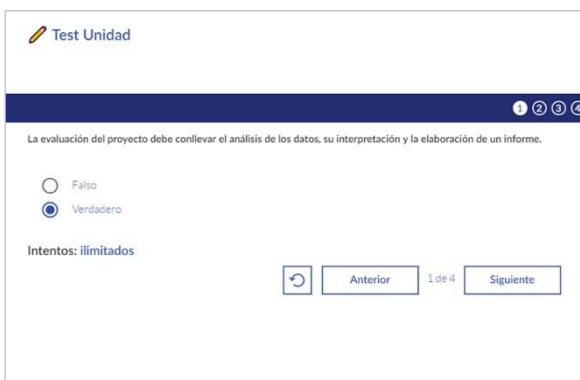 Test Unidad
1 2 3 4
La evaluación del proyecto debe conllevar el análisis de los datos, su interpretación y la elaboración de un informe.
Falso
Verdadero
Intentos: ilimitados
Anterior 1 de 4 Siguiente